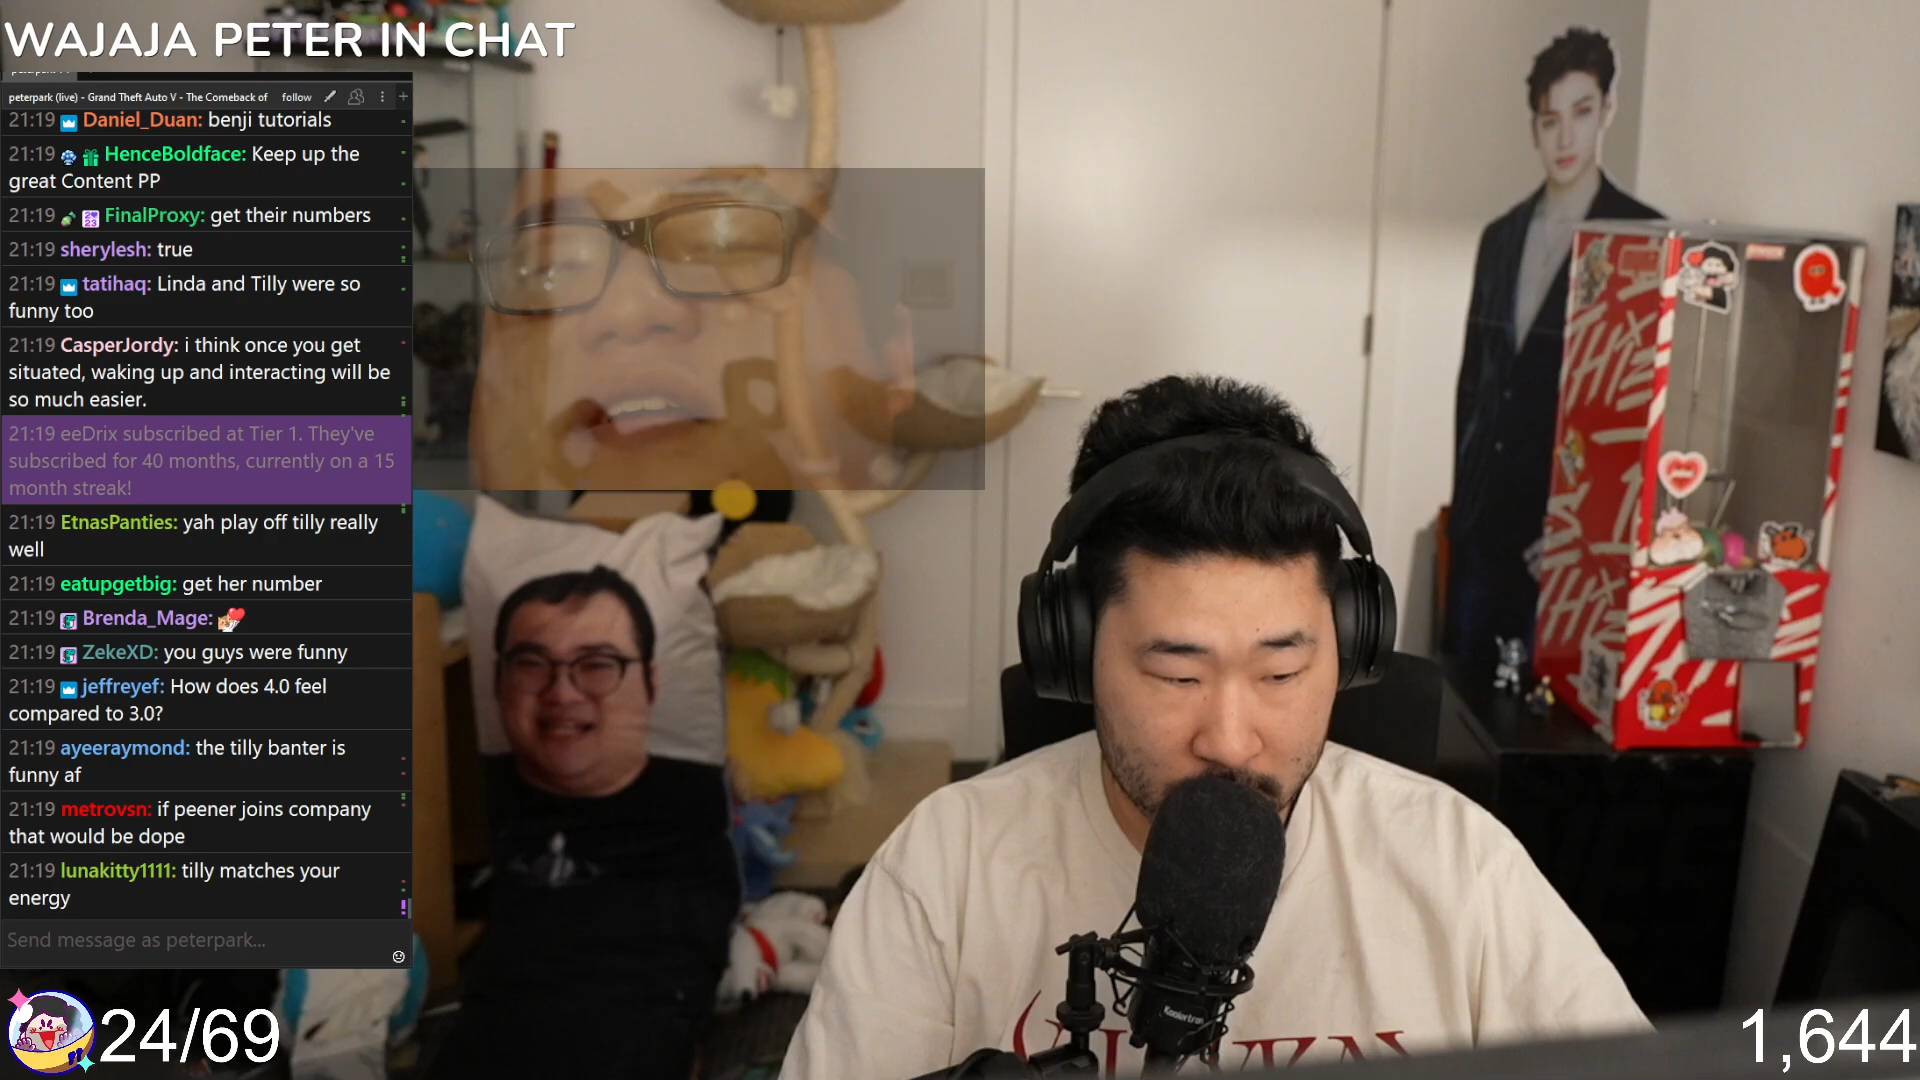 WAJAJA PETER IN CHAT
peterpark (live) - Grand Theft Auto V - The Comeback of follow
21:19 Daniel_Duan: benji tutorials
21:19 HenceBoldface: Keep up the
great Content PP
21:19 FinalProxy: get their numbers
21:19 sherylesh: true
21:19 tatihaq: Linda and Tilly were so
funny too
21:19 CasperJordy: i think once you get
situated, waking up and interacting will be
so much easier.
21:19 eeDrix subscribed at Tier 1. They've
subscribed for 40 months, currently on a 15
month streak!
21:19 EtnasPanties: yah play off tilly really
well
21:19 eatupgetbig: get her number
21:19 Brenda_Mage:
21:19 ZekeXD: you guys were funny
21:19 jeffreyef: How does 4.0 feel
compared to 3.0?
21:19 ayeeraymond: the tilly banter is
funny af
21:19 metrovsn: if peener joins company
that would be dope
21:19 lunakitty1111: tilly matches your
energy
Send message as peterpark...
24/69
1,644